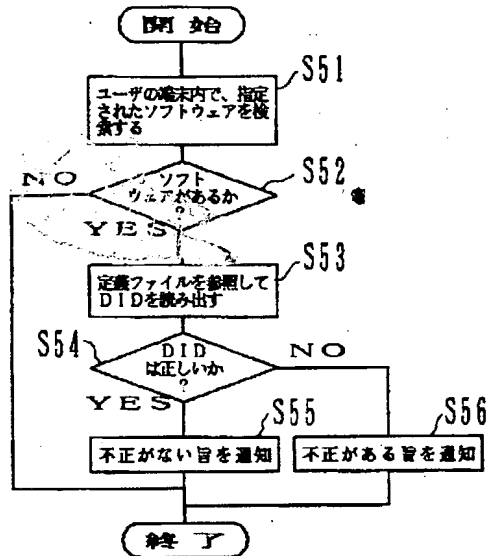 開始
S51
ユーザの端末内で、指定
されたソフトウェアを検
索する
S52
ソフト
ウェアがあるか
?
NO
YES
S53
定義ファイルを参照して
DIDを読み出す
S54
DID
は正しいか
?
NO
YES
S55
不正がない旨を通知
S56
不正がある旨を通知
終了